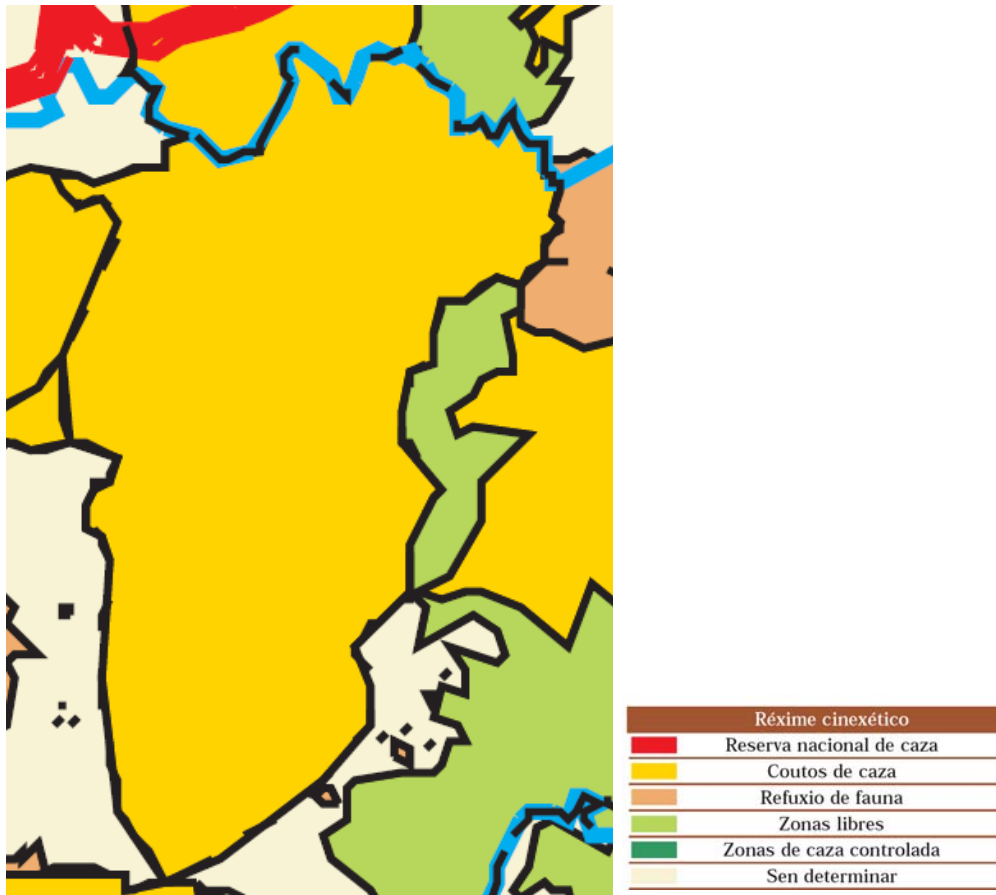 Réxime cinexético
Reserva nacional de caza
Coutos de caza
Refuxio de fauna
Zonas libres
Zonas de caza controlada
Sen determinar